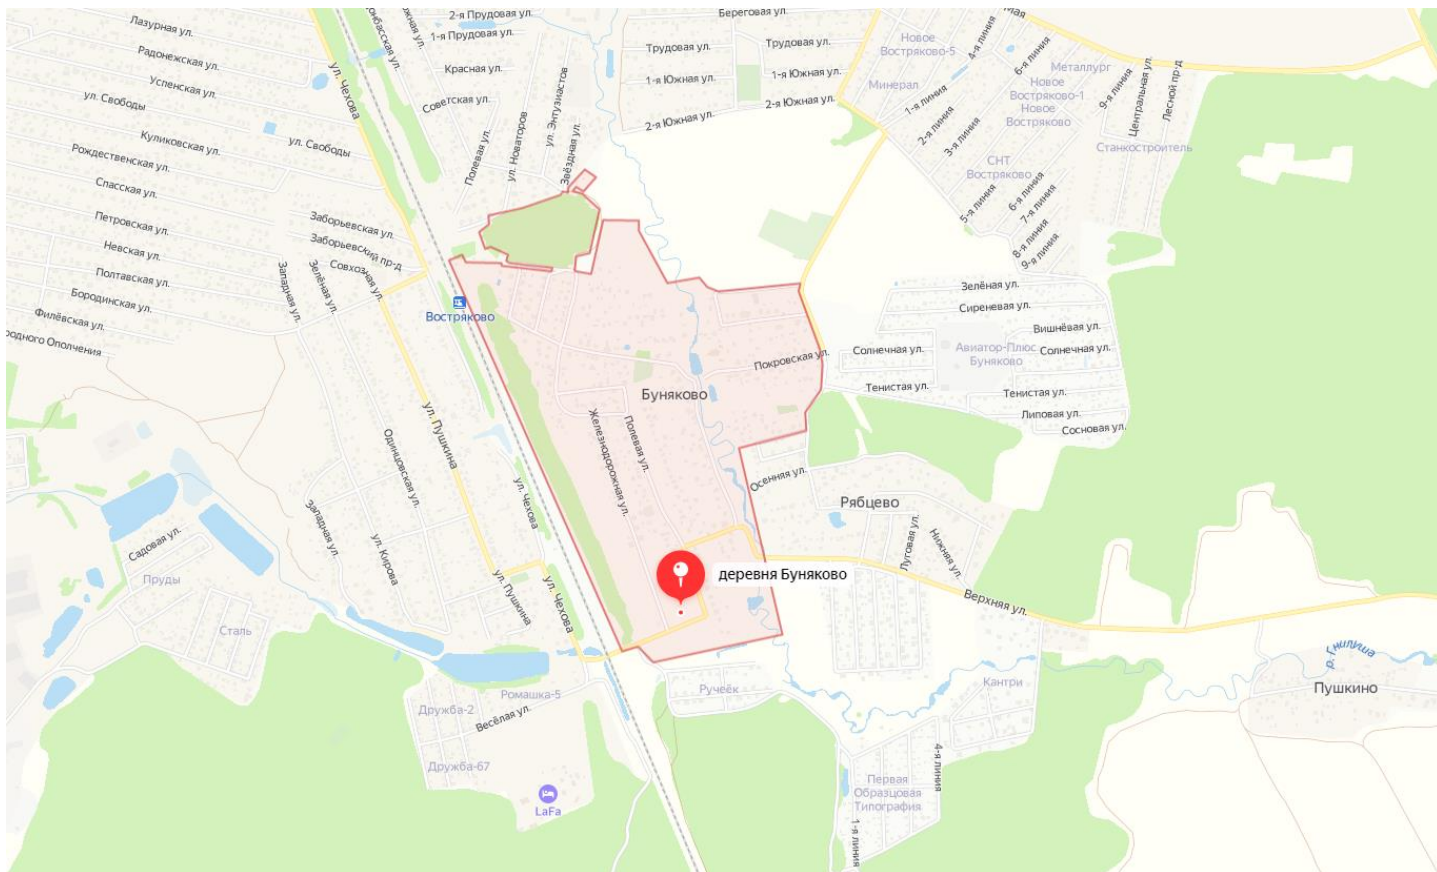 Лазурная ул.
Радонежская ул.
Успенская ул.
ул. Свободы
ул. Свободы
Куликовская ул.
Рождественская ул.
Спасская ул.
Петровская ул.
Невская ул.
Полтавская ул.
Бородинская ул.
Филёвская ул.
родного Ополчения
ул. Чехова
2-я Прудовая ул.
1-я Прудовая ул.
Красная ул.
Советская ул.
Полевая ул.
ул. Новаторов
ул. Энтузиастов
Звёздная ул.
Береговая ул.
Трудовая ул.
Трудовая ул.
1-я Южная ул.
1-я Южная ул.
2-я Южная ул.
2-я Южная ул.
Новое
Востряково-5
Минерал
4-я линия
6-я линия
Металлург
Новое
Востряково-1
Новое
Востряково
9-я линия
Центральная ул.
Лесной пр-д
Станкостроитель
1-я линия
2-я линия
3-я линия
СНТ
Востряково
5-я линия
6-я линия
7-я линия
8-я линия
9-я линия
Заборьевская ул.
Заборьевский пр-д
Совхозная ул.
Западная ул.
Зелёная ул.
Востряково
Зелёная ул.
Сиреневая ул.
Вишнёвая ул.
Солнечная ул.
Авиатор-Плюс
Буняково
Солнечная ул.
Тенистая ул.
Тенистая ул.
Липовая ул.
Сосновая ул.
Покровская ул.
Буняково
Железнодорожная ул.
Полевая ул.
ул. Пушкина
Одинцовская ул.
Западная ул.
ул. Кирова
ул. Чехова
ул. Пушкина
ул. Чехова
Осенняя ул.
Рябцево
Луговая ул.
Нижняя ул.
Верхняя ул.
деревня Буняково
Садовая ул.
Пруды
Сталь
Ромашка-5
Дружба-2
Весёлая ул.
Дружба-67
LaFa
Ручеёк
Кантри
р. Гнилуша
Пушкино
4-я линия
Первая
Образцовая
Типография
1-я линия